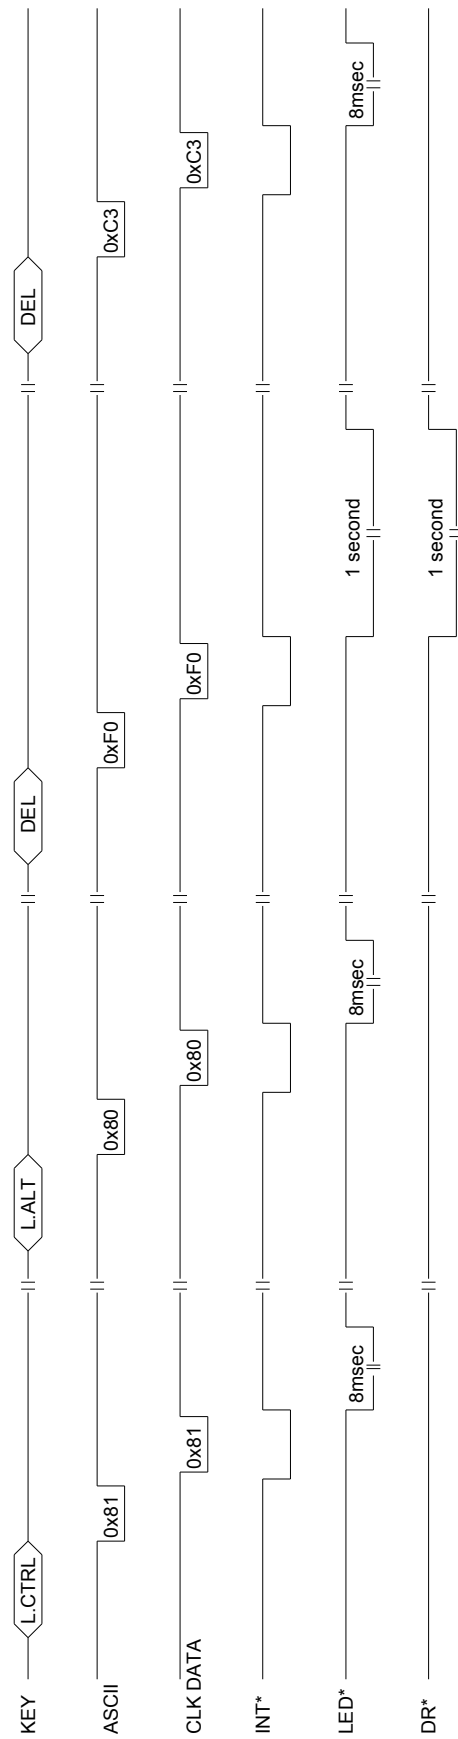 KEY
L.CTRL
L.ALT
DEL
DEL
ASCII
0x81
0x80
0xF0
0xC3
CLK DATA
0x81
0x80
0xF0
0xC3
INT*
LED*
8msec
8msec
1 second
8msec
DR*
1 second